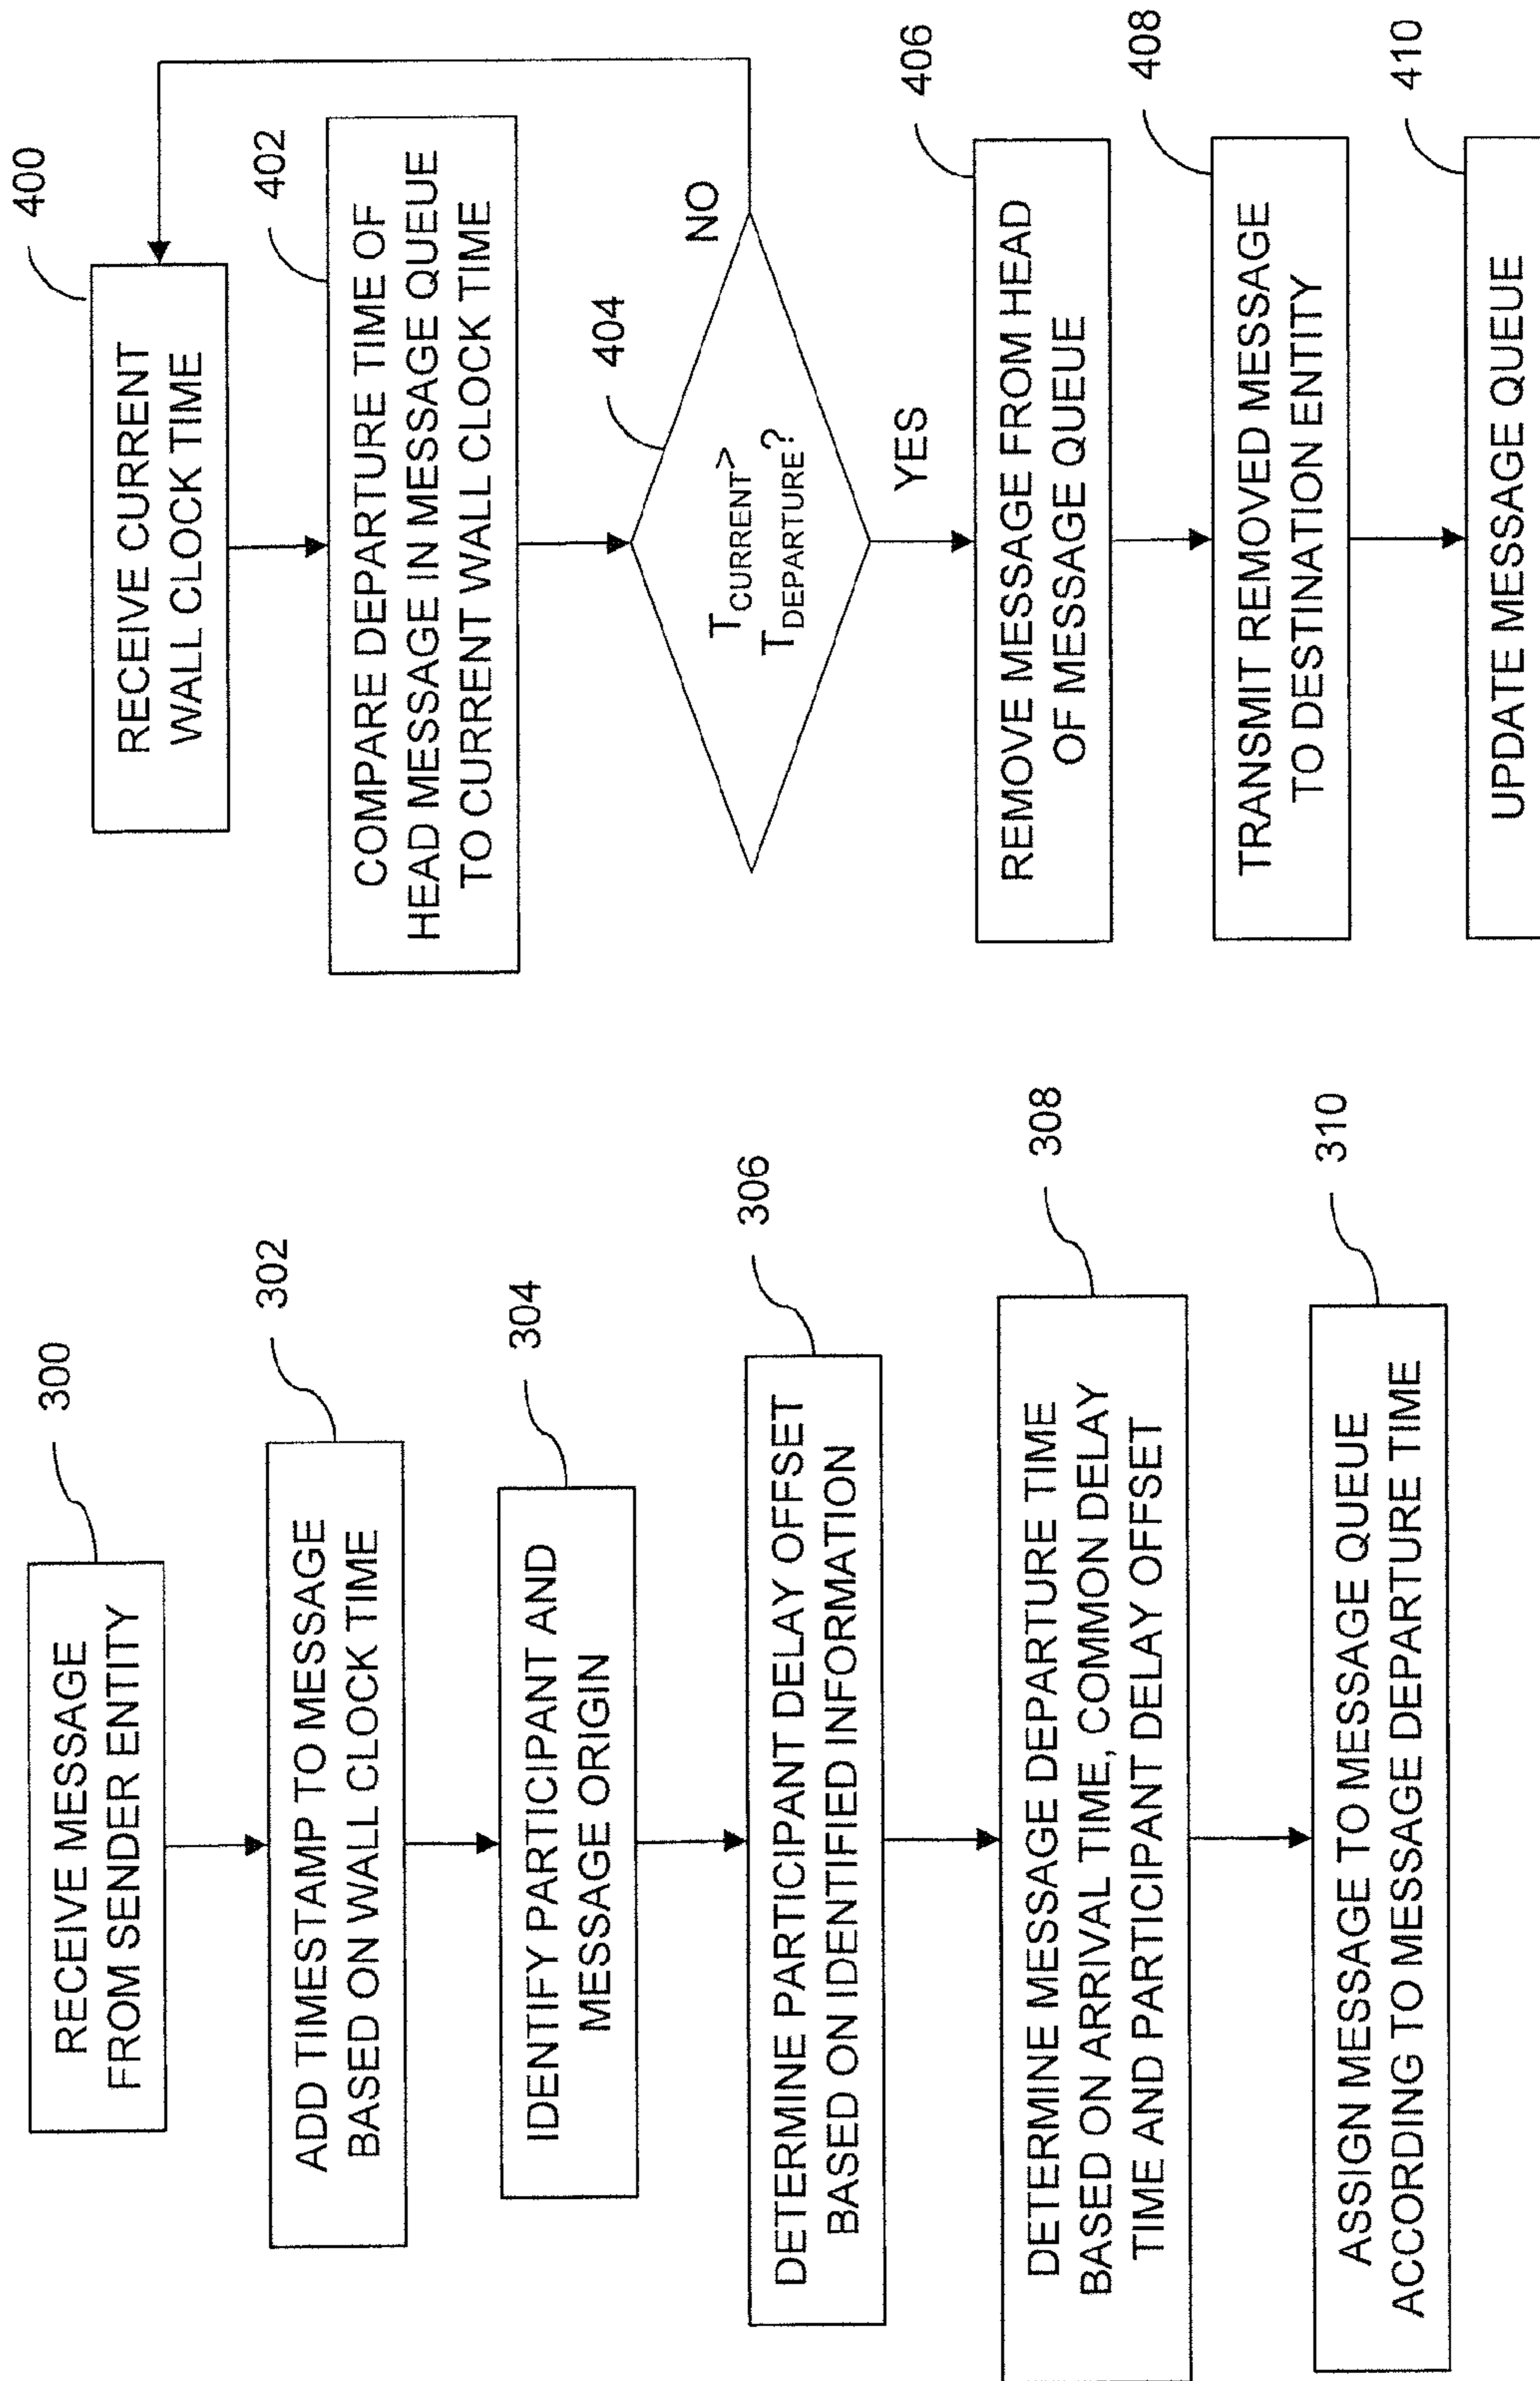 300
RECEIVE MESSAGE
FROM SENDER ENTITY
302
ADD TIMESTAMP TO MESSAGE
BASED ON WALL CLOCK TIME
304
IDENTIFY PARTICIPANT AND
MESSAGE ORIGIN
306
DETERMINE PARTICIPANT DELAY OFFSET
BASED ON IDENTIFIED INFORMATION
308
DETERMINE MESSAGE DEPARTURE TIME
BASED ON ARRIVAL TIME, COMMON DELAY
TIME AND PARTICIPANT DELAY OFFSET
310
ASSIGN MESSAGE TO MESSAGE QUEUE
ACCORDING TO MESSAGE DEPARTURE TIME
400
RECEIVE CURRENT
WALL CLOCK TIME
402
COMPARE DEPARTURE TIME OF
HEAD MESSAGE IN MESSAGE QUEUE
TO CURRENT WALL CLOCK TIME
404
TCURRENT>
TDEPARTURE?
NO
YES
406
REMOVE MESSAGE FROM HEAD
OF MESSAGE QUEUE
408
TRANSMIT REMOVED MESSAGE
TO DESTINATION ENTITY
410
UPDATE MESSAGE QUEUE